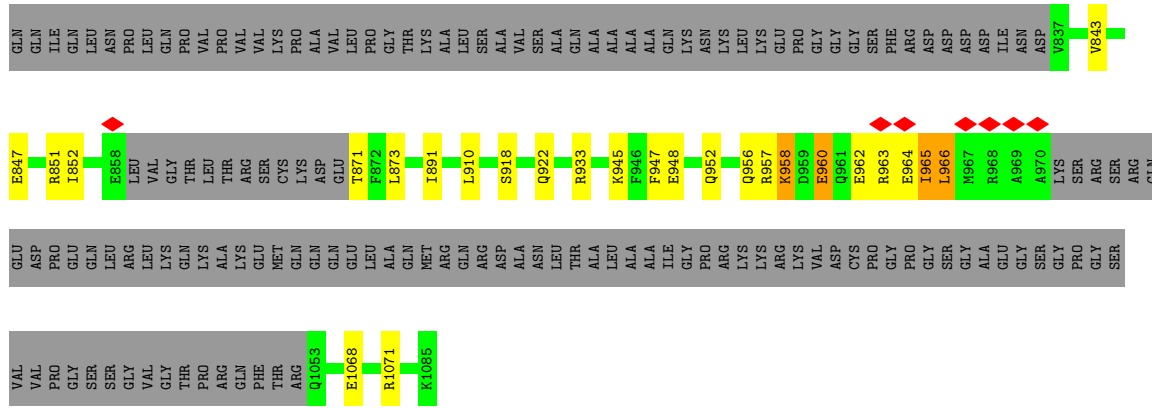 GLN GLN ILE GLN LEU ASN PRO LEU GLN PRO VAL PRO VAL VAL LYS PRO ALA VAL LEU PRO GLY THR LYS ALA LEU SER ALA VAL SER ALA GLN ALA ALA ALA ALA GLN LYS ASN LYS LEU LYS GLU PRO GLY GLY GLY SER PHE ARG ASP ASP ASP ASP ILE ASN ASP V837 V843
E847 R851 I852 E858 LEU VAL GLY THR LEU THR ARG SER CYS LYS ASP GLU T871 F872 L873 I891 L910 S918 Q922 R933 K945 F946 F947 E948 Q952 Q956 R957 K958 D959 E960 Q961 E962 R963 E964 I965 L966 M967 R968 A969 A970 LYS SER ARG SER ARG GLN
GLU ASP PRO GLU GLN LEU ARG LEU LYS GLN LYS ALA LYS GLU MET GLN GLN GLN GLU LEU ALA GLN MET ARG GLN ARG ASP ALA ASN LEU THR ALA LEU ALA ALA ILE GLY PRO ARG LYS LYS ARG LYS VAL ASP CYS PRO GLY PRO GLY SER GLY ALA GLU GLY SER GLY PRO GLY SER
VAL VAL PRO GLY SER SER GLY VAL GLY THR PRO ARG GLN PHE THR ARG Q1053 E1068 R1071 K1085